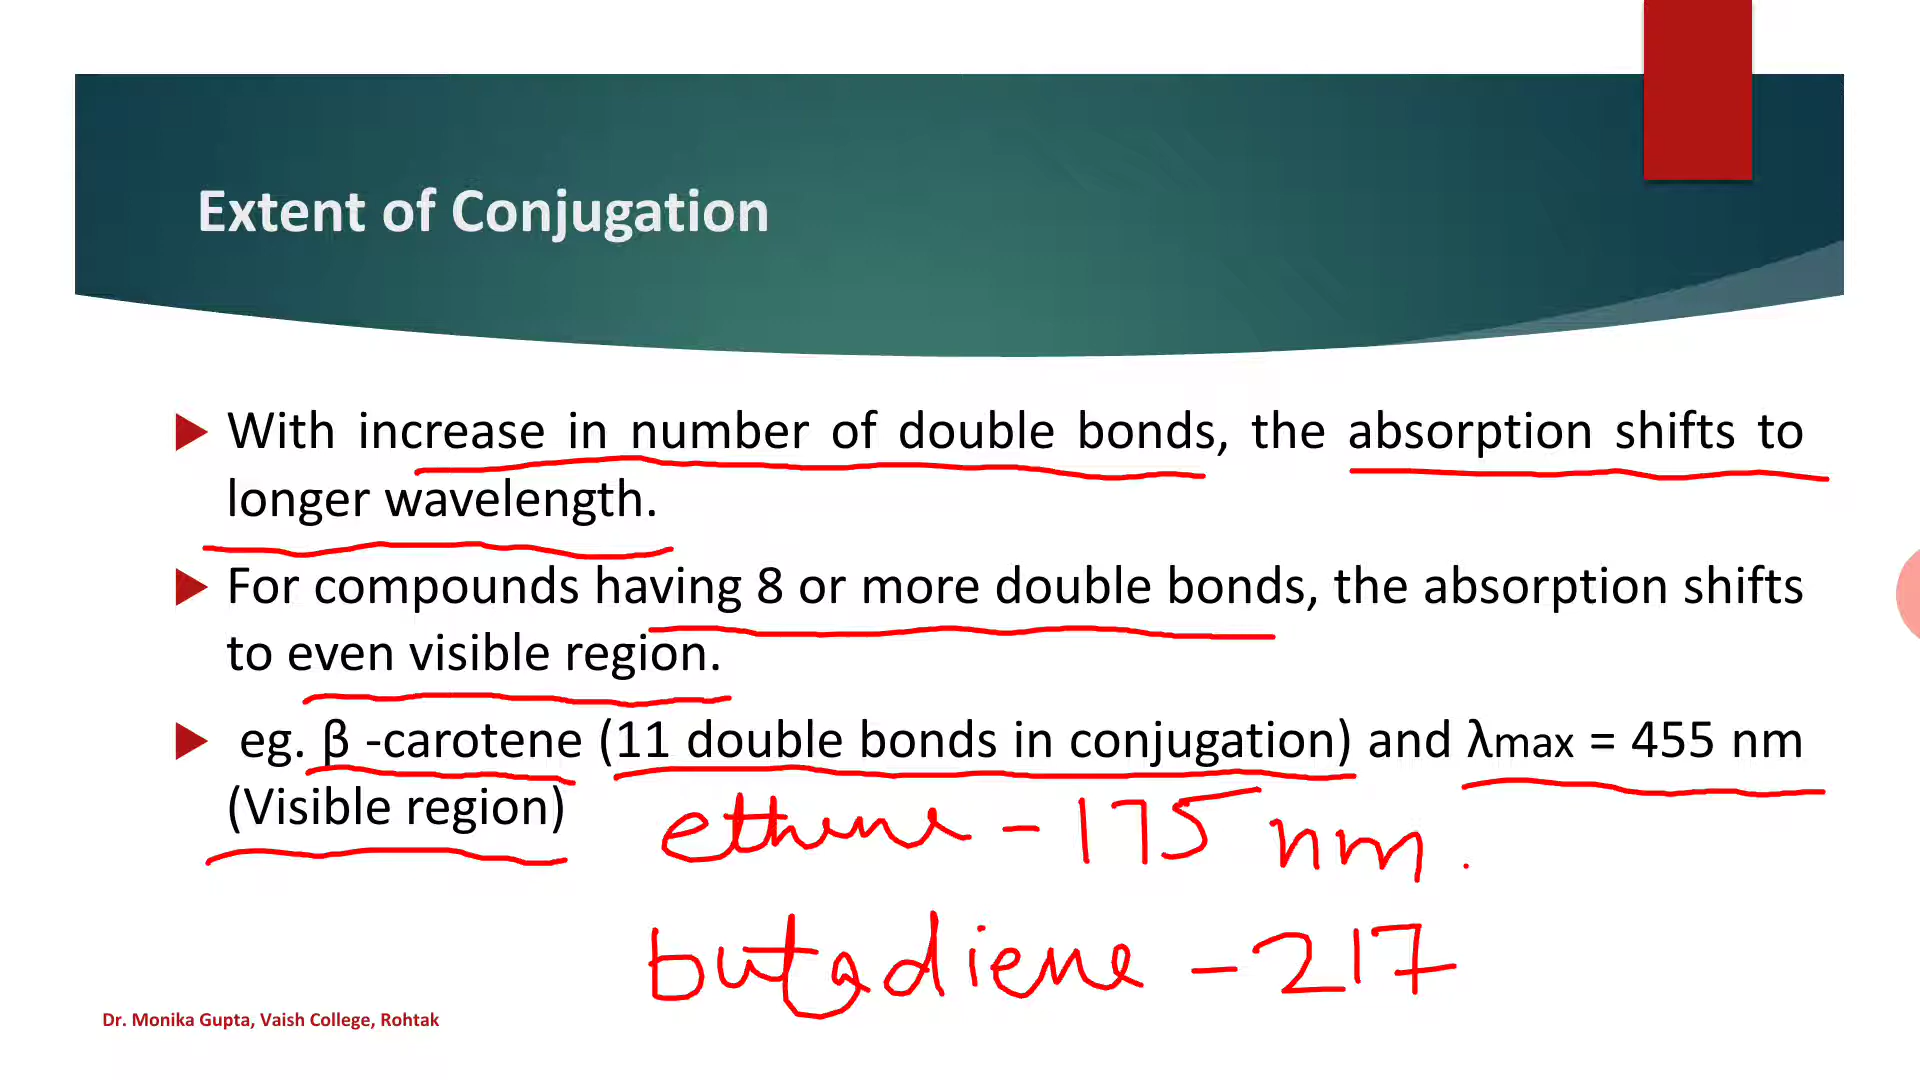 Extent of Conjugation
With increase in number of double bonds, the absorption shifts to
longer wavelength.
For compounds having 8 or more double bonds, the absorption shifts
to even visible region.
eg. β -carotene (11 double bonds in conjugation) and λmax = 455 nm
(Visible region)
ethene - 175 nm.
butadiene - 217
Dr. Monika Gupta, Vaish College, Rohtak